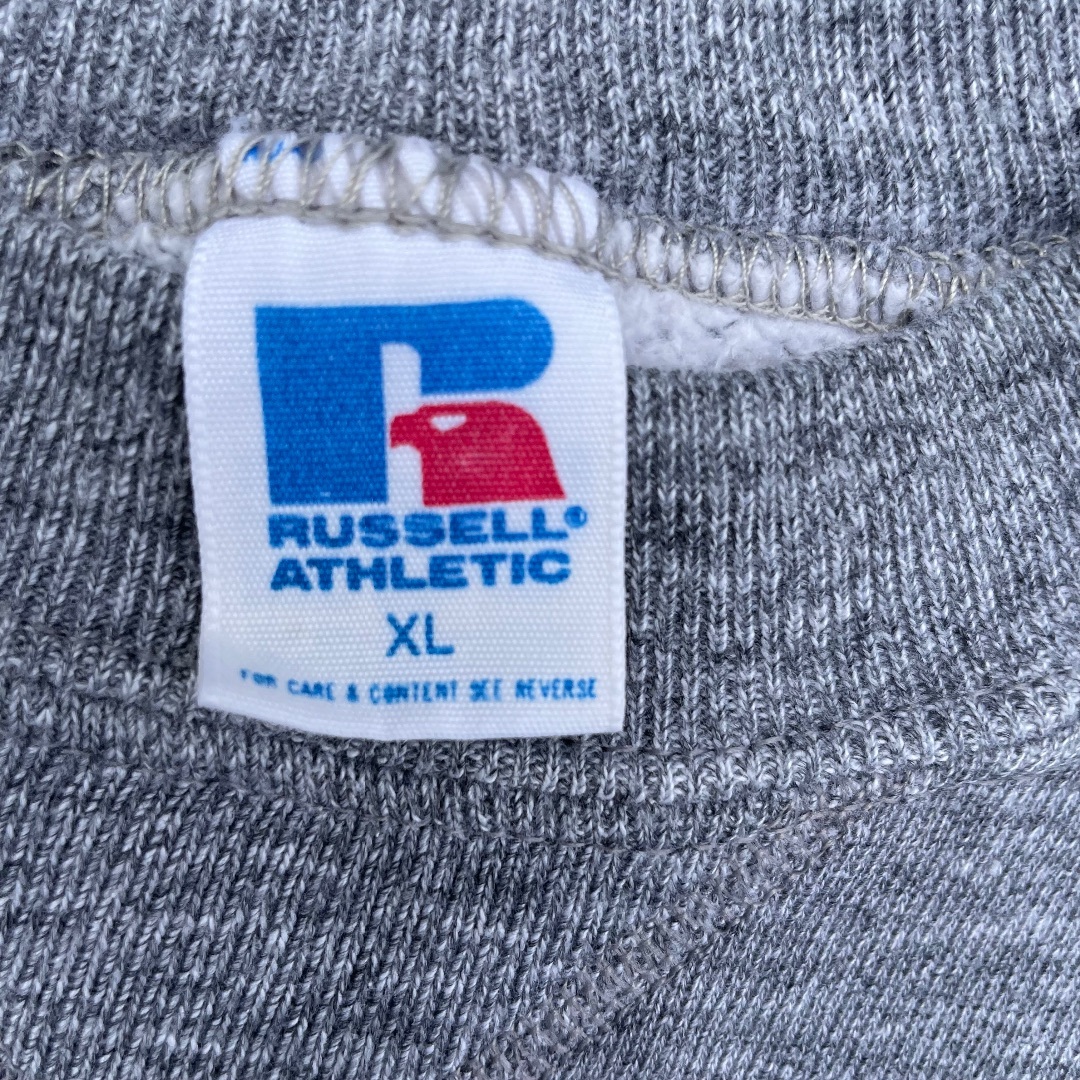 RUSSELL®
ATHLETIC
XL
FOR CARE & CONTENT SEE REVERSE